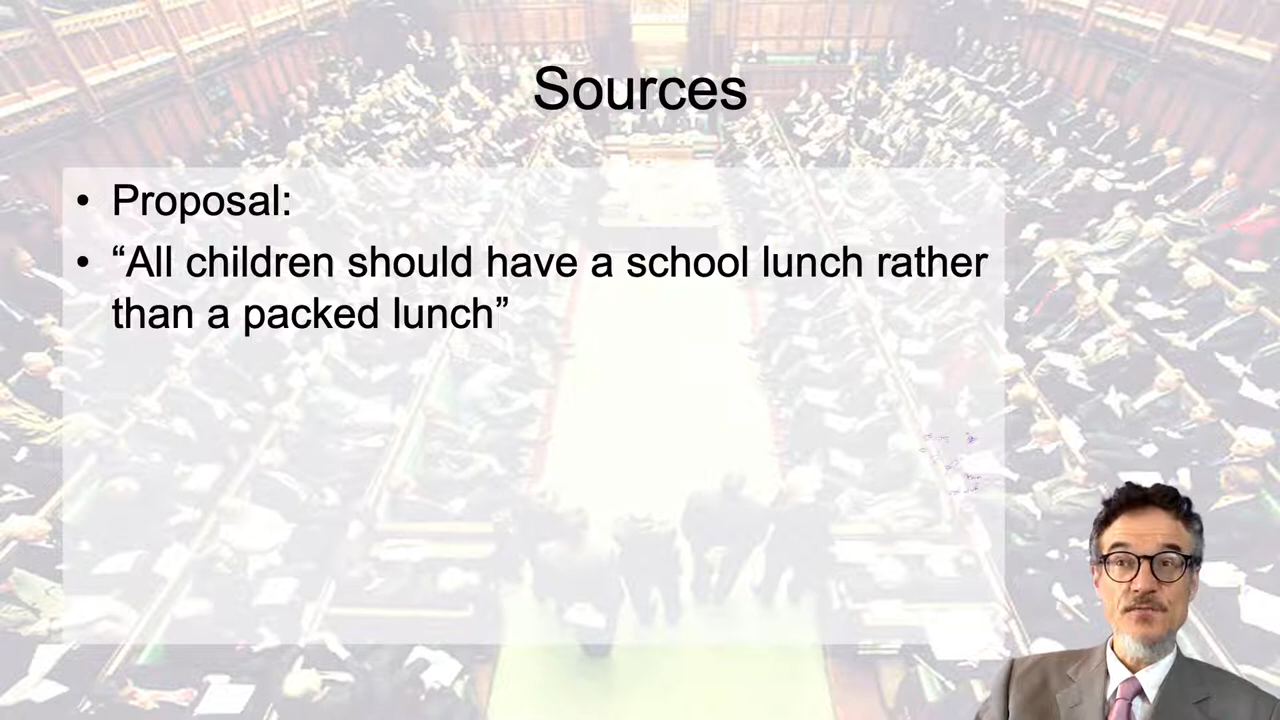 Sources
• Proposal:
• “All children should have a school lunch rather
than a packed lunch”